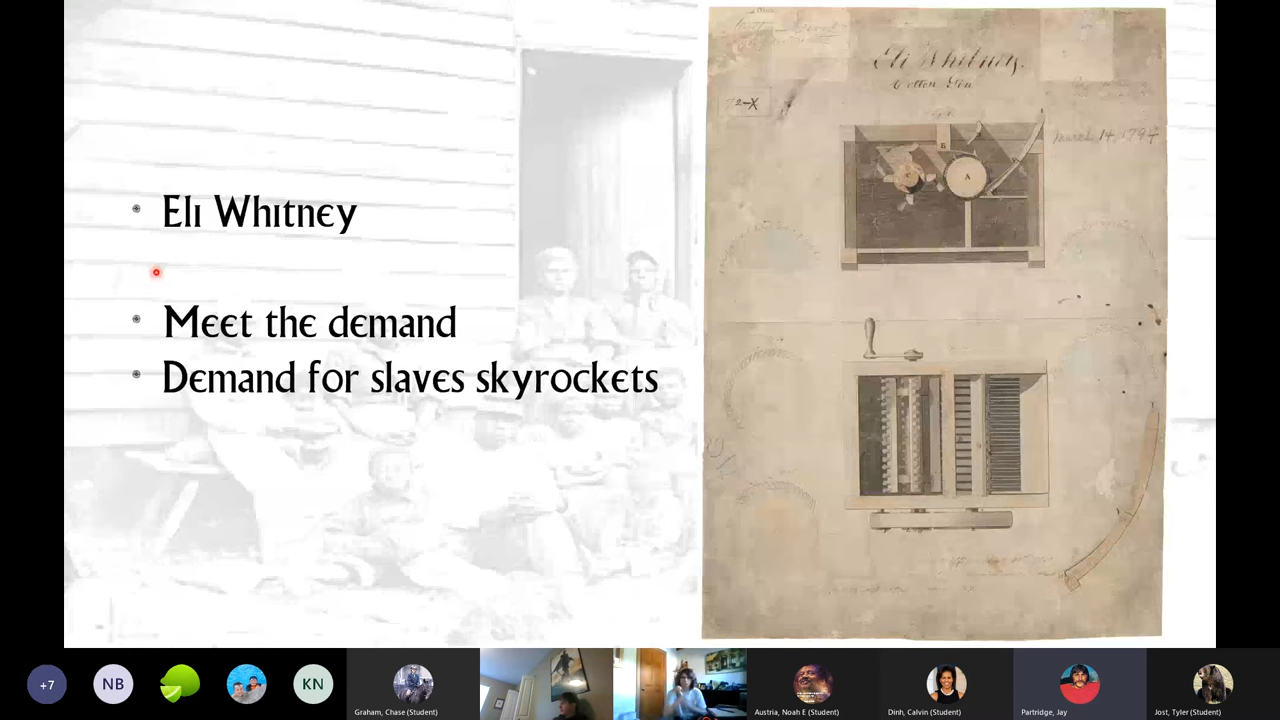 Eli Whitney
Meet the demand
Demand for slaves skyrockets
Eli Whitney.
Cotton Gin
72-X
March 14, 1794
B
A
+7
NB
KN
Graham, Chase (Student)
Austria, Noah E (Student)
Dinh, Calvin (Student)
Partridge, Jay
Jost, Tyler (Student)